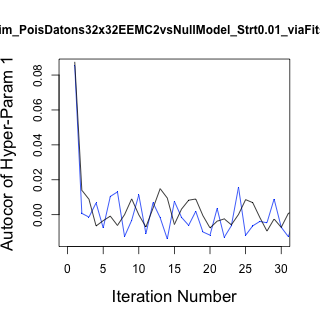 im_PoisDatons32x32EEMC2vsNullModel_Strt0.01_viaFits
Autocor of Hyper-Param 1
0.08
0.06
0.04
0.02
0.00
0 5 10 15 20 25 30
Iteration Number